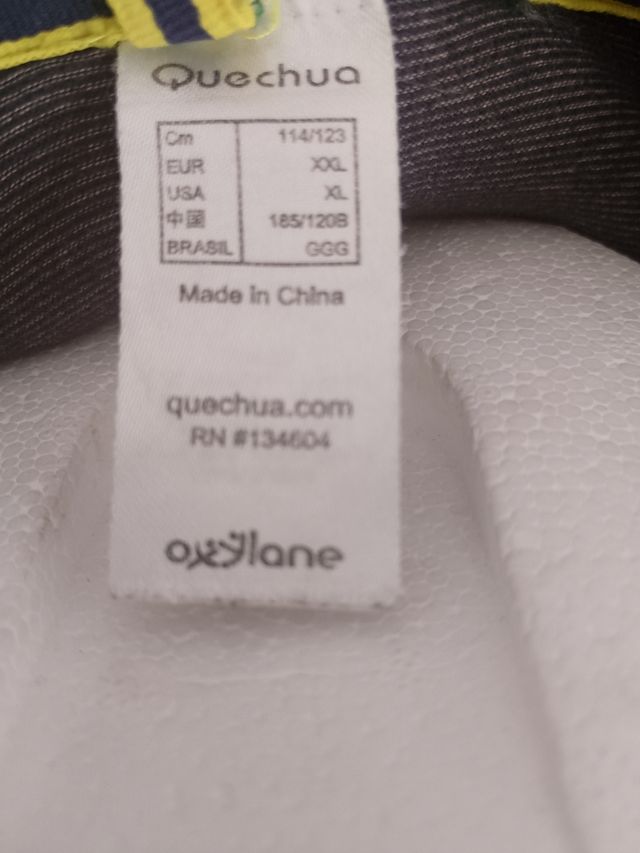 Quechua
Cm 114/123
EUR XXL
USA XL
中国 185/120B
BRASIL GGG
Made in China
quechua.com
RN #134604
oxylane